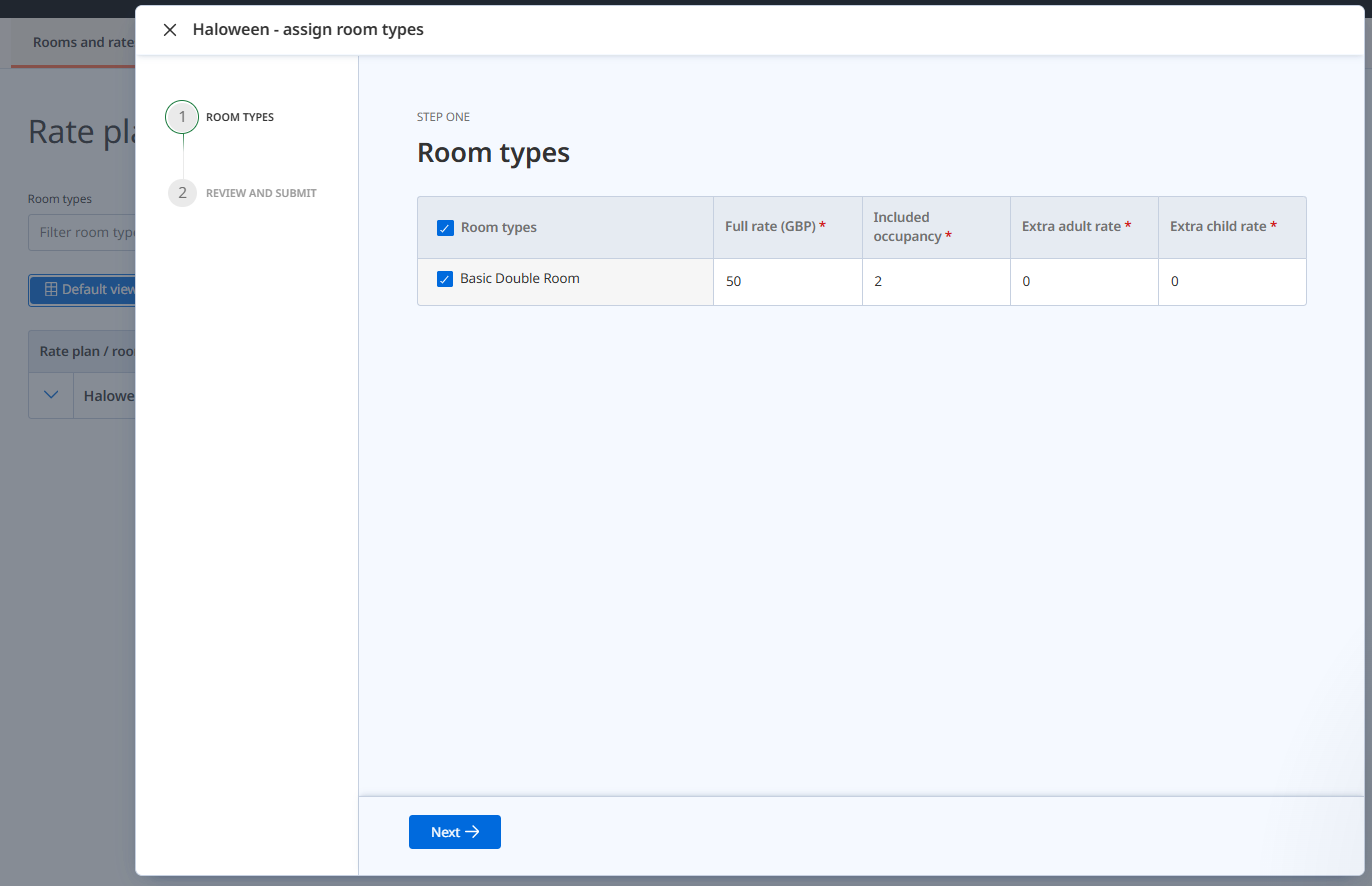 Haloween - assign room types
Rooms and rate
Rate pla
Room types
Filter room type
Default view
Rate plan / roo
Halowe
1 ROOM TYPES
2 REVIEW AND SUBMIT
STEP ONE
Room types
Room types Full rate (GBP) * Included occupancy * Extra adult rate * Extra child rate *
Basic Double Room 50 2 0 0
Next